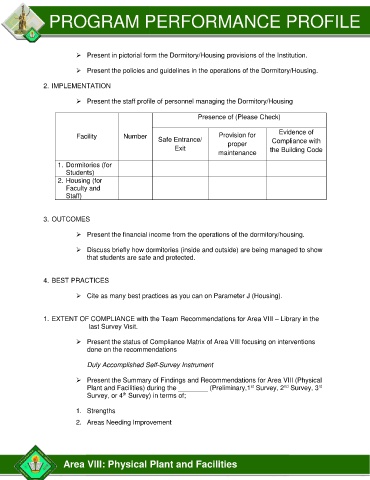 PROGRAM PERFORMANCE PROFILE
➢ Present in pictorial form the Dormitory/Housing provisions of the Institution.
➢ Present the policies and guidelines in the operations of the Dormitory/Housing.
2. IMPLEMENTATION
➢ Present the staff profile of personnel managing the Dormitory/Housing
Presence of (Please Check)
Facility
Number
Safe Entrance/
Exit
Provision for
proper
maintenance
Evidence of
Compliance with
the Building Code
1. Dormitories (for
Students)
2. Housing (for
Faculty and
Staff)
3. OUTCOMES
➢ Present the financial income from the operations of the dormitory/housing.
➢ Discuss briefly how dormitories (inside and outside) are being managed to show
that students are safe and protected.
4. BEST PRACTICES
➢ Cite as many best practices as you can on Parameter J (Housing).
1. EXTENT OF COMPLIANCE with the Team Recommendations for Area VIII – Library in the
last Survey Visit.
➢ Present the status of Compliance Matrix of Area VIII focusing on interventions
done on the recommendations
Duly Accomplished Self-Survey Instrument
➢ Present the Summary of Findings and Recommendations for Area VIII (Physical
Plant and Facilities) during the ________ (Preliminary,1st Survey, 2nd Survey, 3rd
Survey, or 4th Survey) in terms of;
1. Strengths
2. Areas Needing Improvement
Area VIII: Physical Plant and Facilities